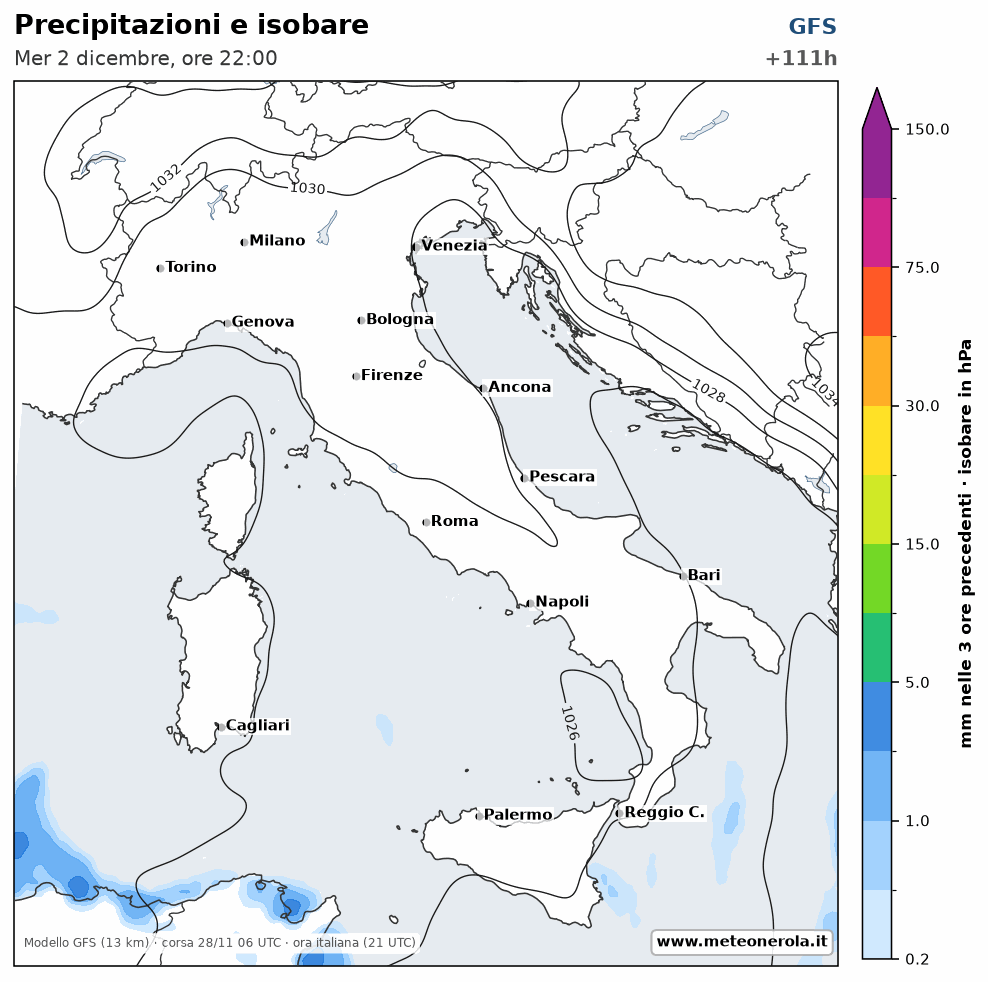 Precipitazioni e isobare
GFS
Mer 2 dicembre, ore 22:00
+111h
150.0
1032
1030
Milano
Venezia
Torino
75.0
Genova
Bologna
Firenze
Ancona
1028
1034
30.0
Pescara
Roma
15.0
Bari
Napoli
5.0
1026
Cagliari
Palermo
Reggio C.
1.0
mm nelle 3 ore precedenti · isobare in hPa
Modello GFS (13 km) · corsa 28/11 06 UTC · ora italiana (21 UTC)
www.meteonerola.it
0.2